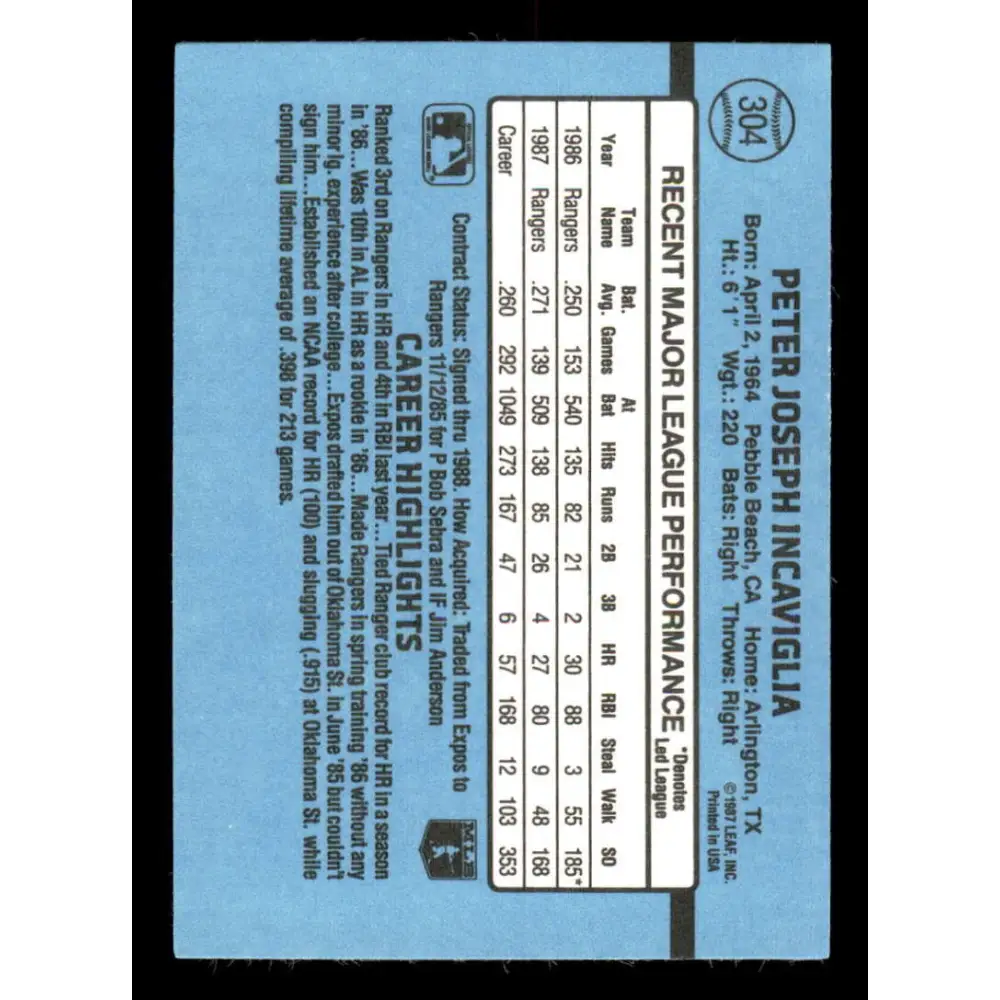 304
PETER JOSEPH INCAVIGLIA
Born: April 2, 1964 Pebble Beach, CA Home: Arlington, TX
Ht.: 6'1" Wgt.: 220 Bats: Right Throws: Right
©1987 LEAF, INC.
Printed in USA
RECENT MAJOR LEAGUE PERFORMANCE
*Denotes
Led League
Year Team Name Bat. Avg. Games At Bat Hits Runs 2B 3B HR RBI Steal Walk SO
1986 Rangers .250 153 540 135 82 21 2 30 88 3 55 185*
1987 Rangers .271 139 509 138 85 26 4 27 80 9 48 168
Career .260 292 1049 273 167 47 6 57 168 12 103 353
Contract Status: Signed thru 1988. How Acquired: Traded from Expos to
Rangers 11/12/85 for P Bob Sebra and IF Jim Anderson
MLB
CAREER HIGHLIGHTS
Ranked 3rd on Rangers in HR and 4th in RBI last year...Tied Ranger club record for HR in a season
in '86...Was 10th in AL in HR as a rookie in '86...Made Rangers in spring training '86 without any
minor lg. experience after college...Expos drafted him out of Oklahoma St. in June '85 but couldn't
sign him...Established an NCAA record for HR (100) and slugging (.915) at Oklahoma St. while
compiling lifetime average of .398 for 213 games.